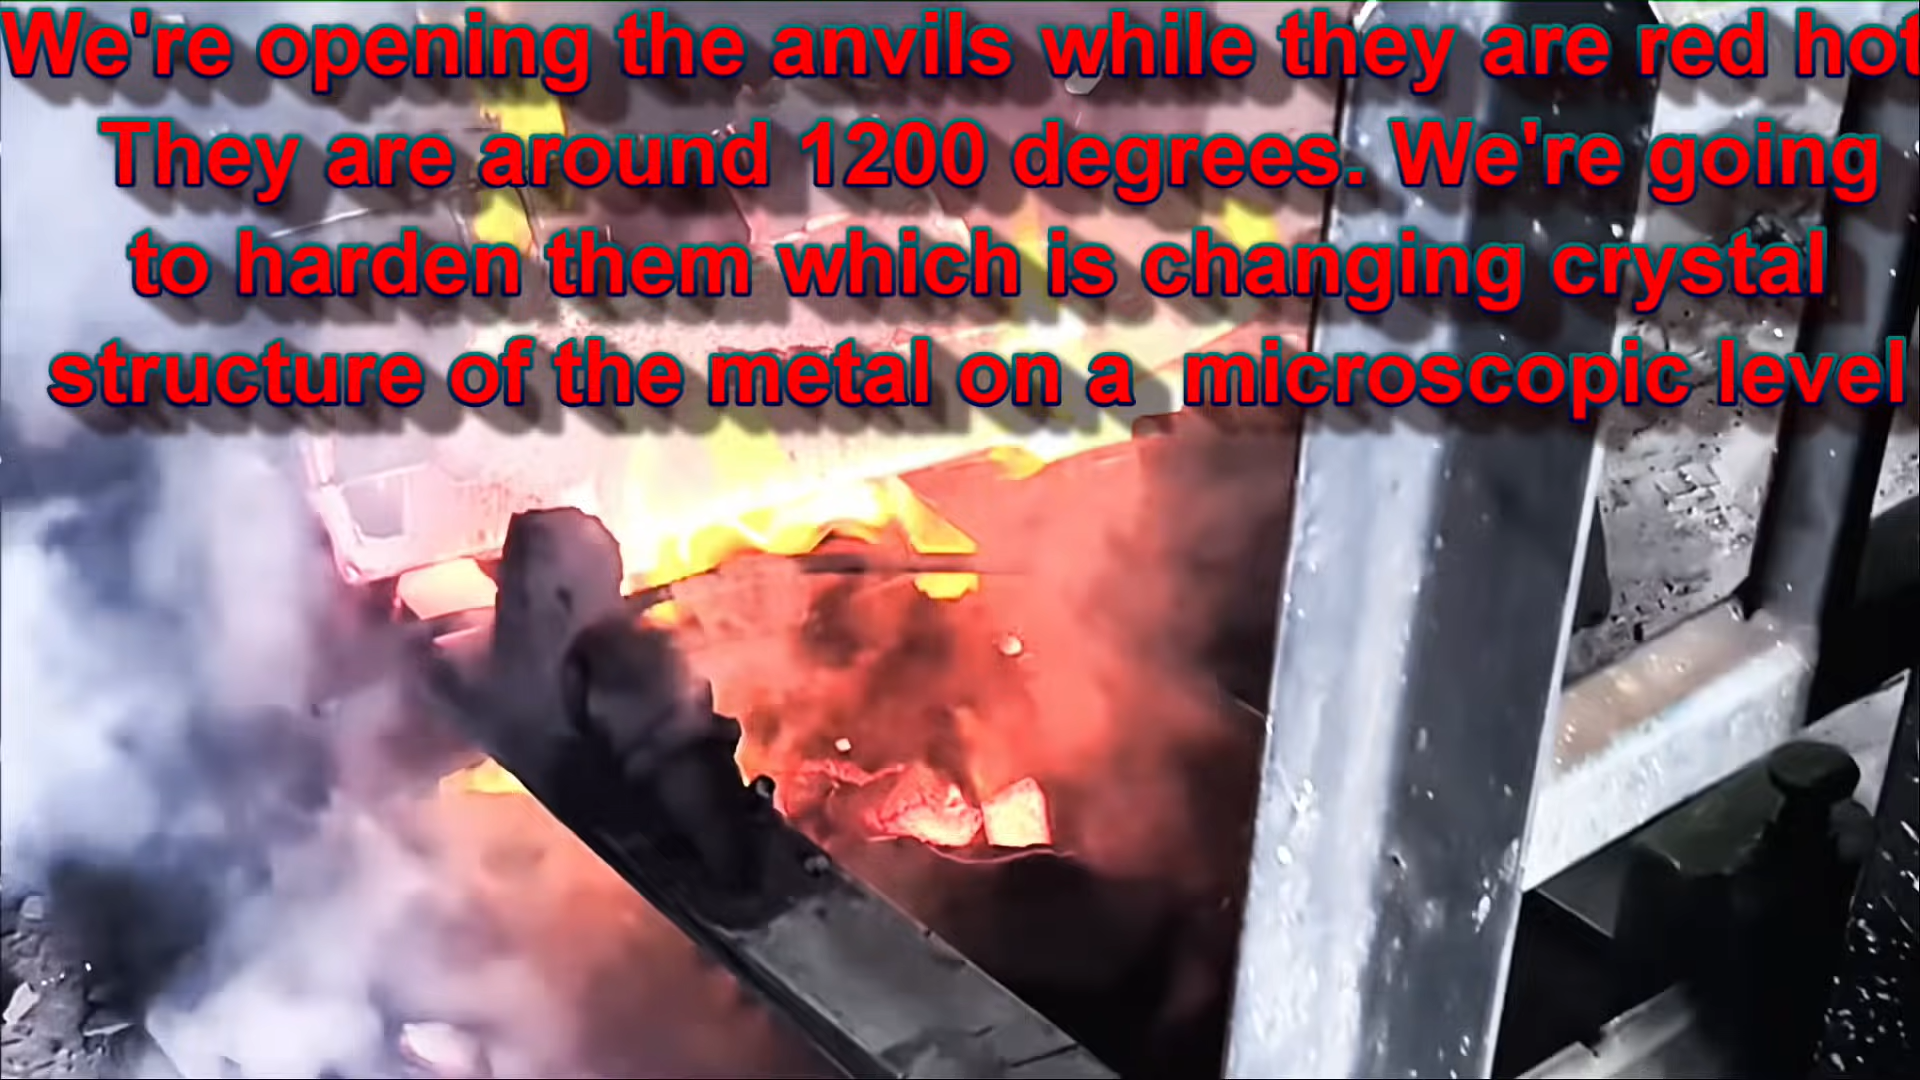 We're opening the anvils while they are red hot
They are around 1200 degrees. We're going
to harden them which is changing crystal
structure of the metal on a  microscopic level